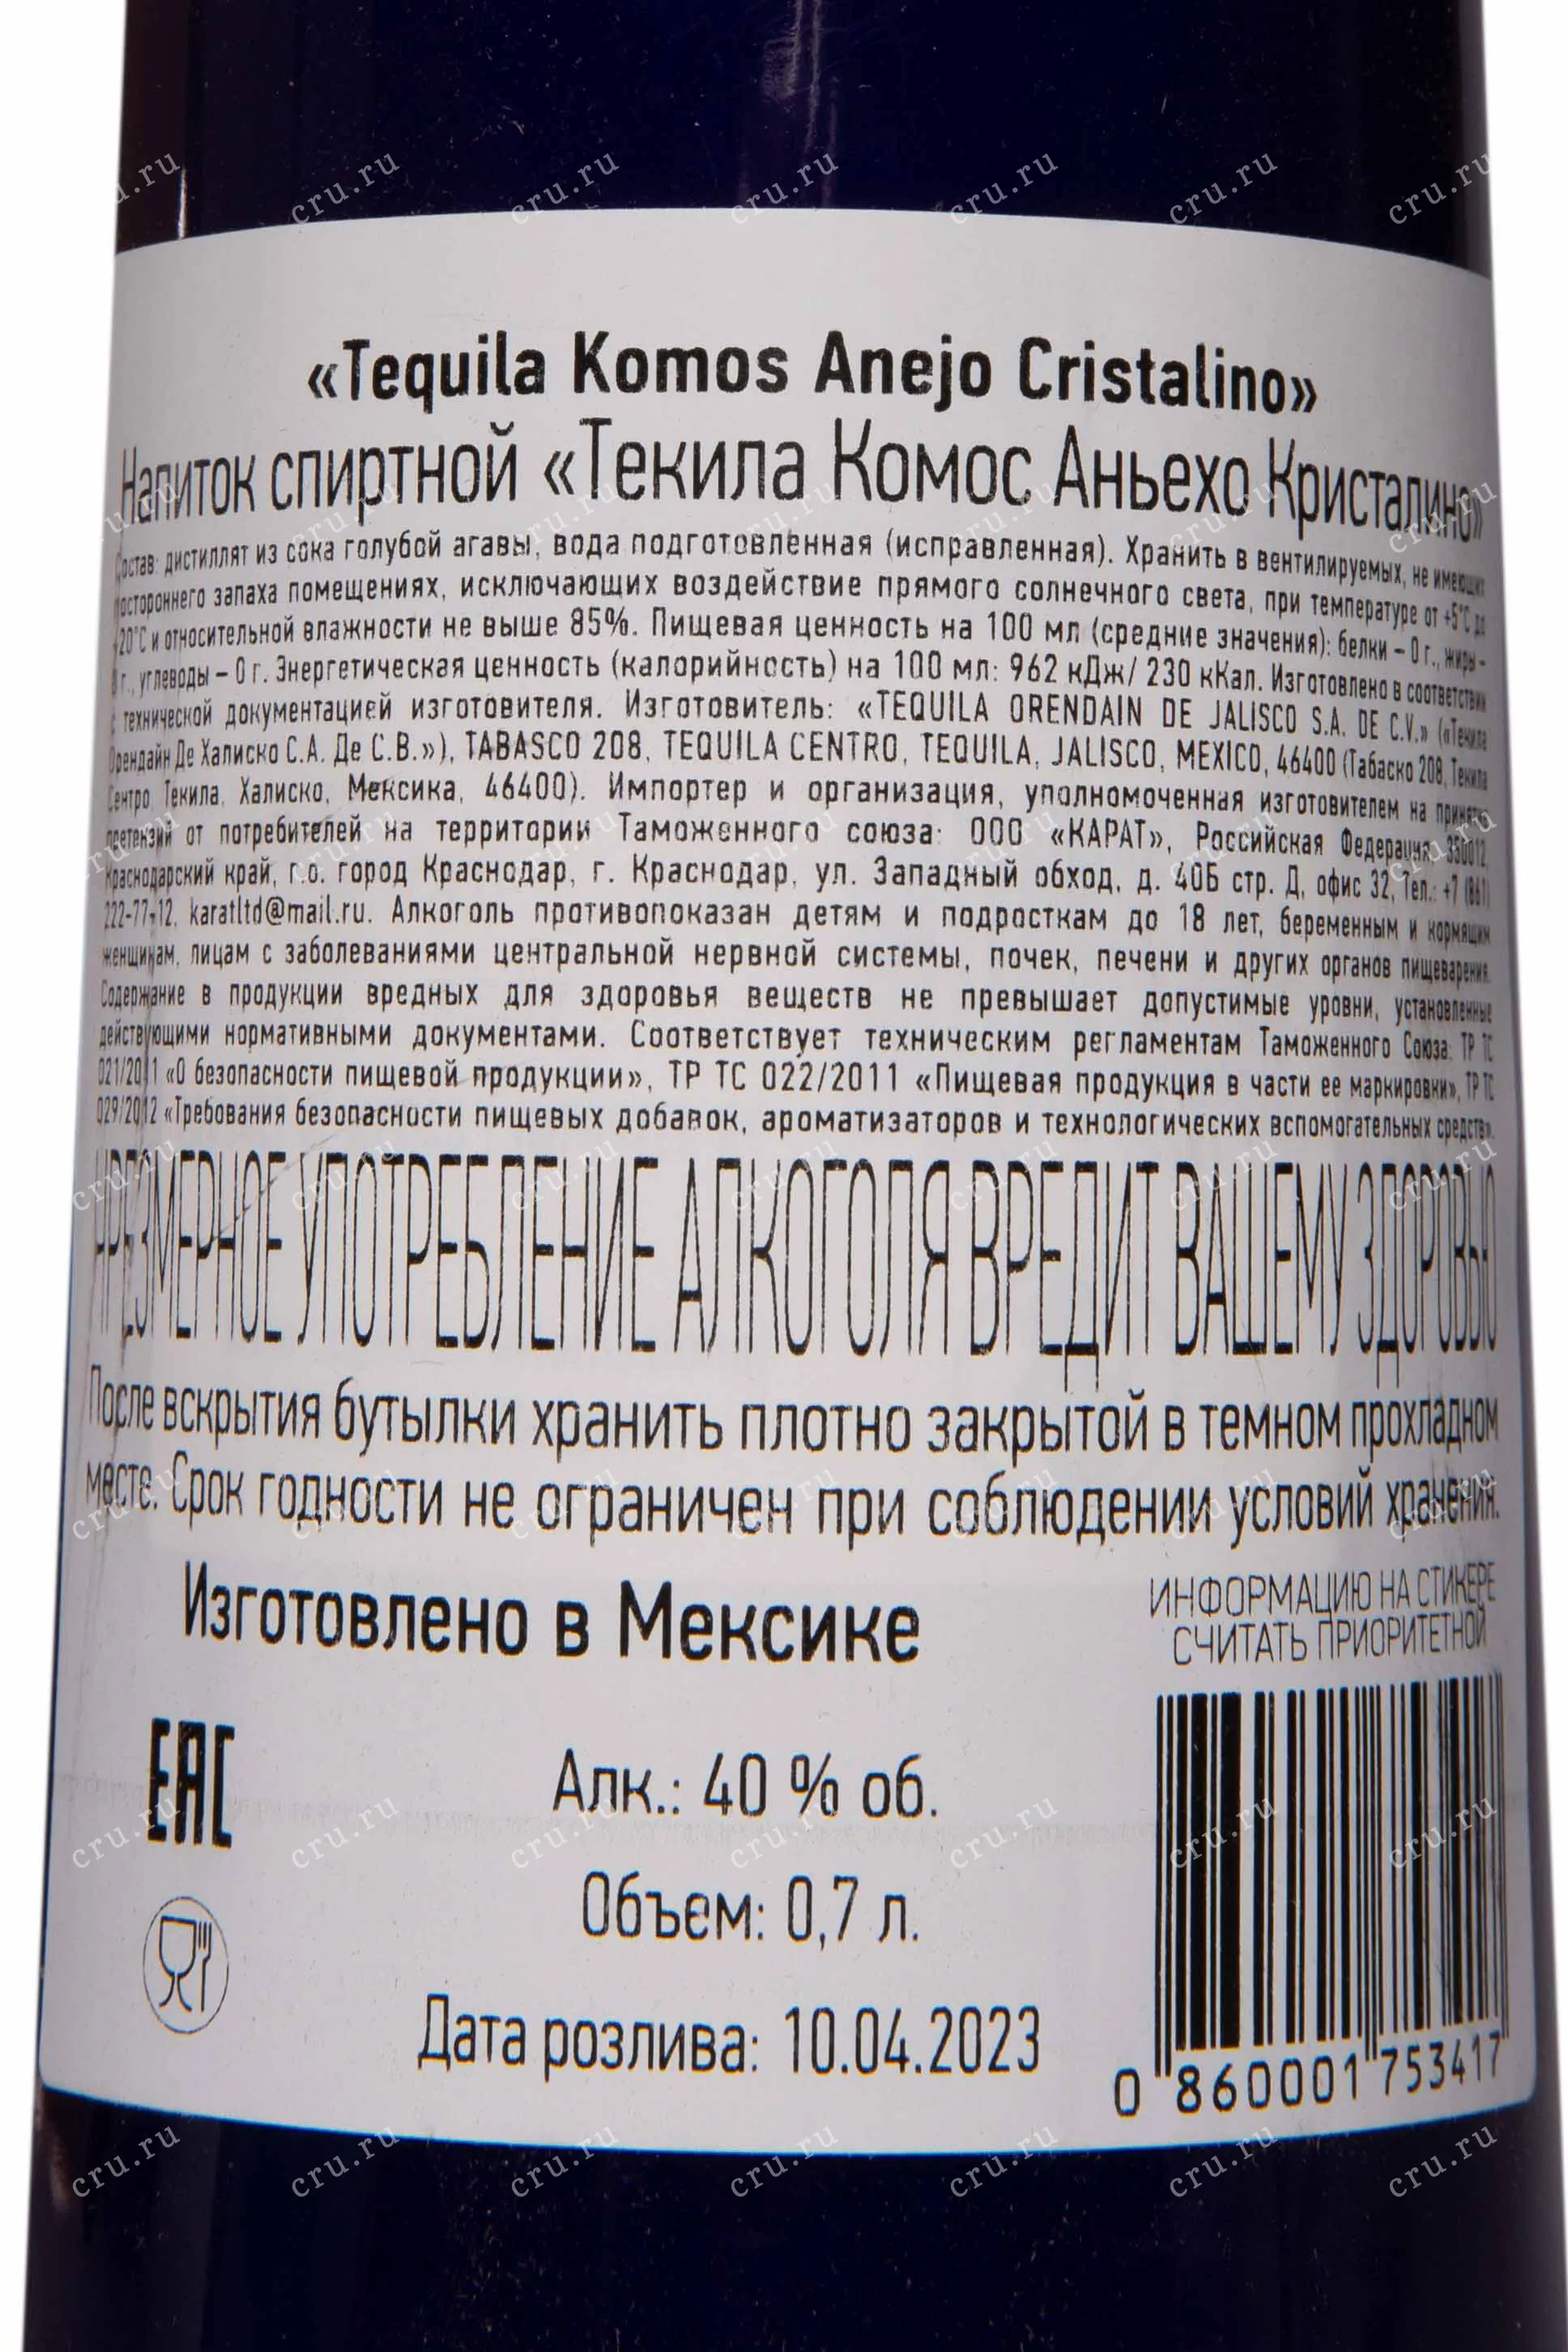 «Tequila Komos Anejo Cristalino»
Напиток спиртной «Текила Комос Аньехо Кристалино»
Состав: дистиллят из сока голубой агавы, вода подготовленная (исправленная). Хранить в вентилируемых, не имеющих
постороннего запаха помещениях, исключающих воздействие прямого солнечного света, при температуре от +5°C до
+20°C и относительной влажности не выше 85%. Пищевая ценность на 100 мл (средние значения): белки – 0 г., жиры –
0 г., углеводы – 0 г. Энергетическая ценность (калорийность) на 100 мл: 962 кДж/ 230 кКал. Изготовлено в соответствии
с технической документацией изготовителя. Изготовитель: «TEQUILA ORENDAIN DE JALISCO S.A. DE C.V.» («Текила
Орендайн Де Халиско С.А. Де С.В.»), TABASCO 208, TEQUILA CENTRO, TEQUILA, JALISCO, MEXICO, 46400 (Табаско 208, Текила
Сентро, Текила, Халиско, Мексика, 46400). Импортер и организация, уполномоченная изготовителем на принятие
претензий от потребителей на территории Таможенного союза: ООО «КАРАТ», Российская Федерация, 350012,
Краснодарский край, г.о. город Краснодар, г. Краснодар, ул. Западный обход, д. 40Б стр. Д, офис 32, Тел.: +7 (861)
222-77-12, karatltd@mail.ru. Алкоголь противопоказан детям и подросткам до 18 лет, беременным и кормящим
женщинам, лицам с заболеваниями центральной нервной системы, почек, печени и других органов пищеварения.
Содержание в продукции вредных для здоровья веществ не превышает допустимые уровни, установленные
действующими нормативными документами. Соответствует техническим регламентам Таможенного Союза: ТР ТС
021/2011 «О безопасности пищевой продукции», ТР ТС 022/2011 «Пищевая продукция в части ее маркировки», ТР ТС
029/2012 «Требования безопасности пищевых добавок, ароматизаторов и технологических вспомогательных средств».
ЧРЕЗМЕРНОЕ УПОТРЕБЛЕНИЕ АЛКОГОЛЯ ВРЕДИТ ВАШЕМУ ЗДОРОВЬЮ
После вскрытия бутылки хранить плотно закрытой в темном прохладном
месте. Срок годности не ограничен при соблюдении условий хранения.
Изготовлено в Мексике
ИНФОРМАЦИЮ НА СТИКЕРЕ
СЧИТАТЬ ПРИОРИТЕТНОЙ
EAC
Алк.: 40 % об.
Объем: 0,7 л.
Дата розлива: 10.04.2023
0 860001 753417
cru.ru